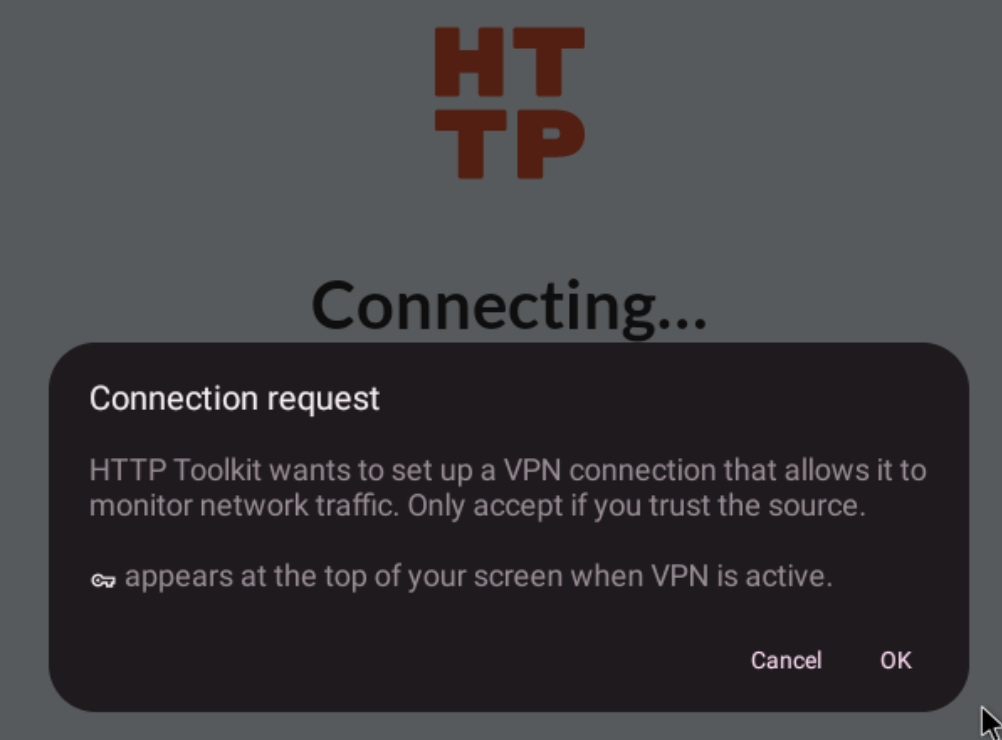 HT
TP
Connecting...
Connection request
HTTP Toolkit wants to set up a VPN connection that allows it to
monitor network traffic. Only accept if you trust the source.
appears at the top of your screen when VPN is active.
Cancel OK